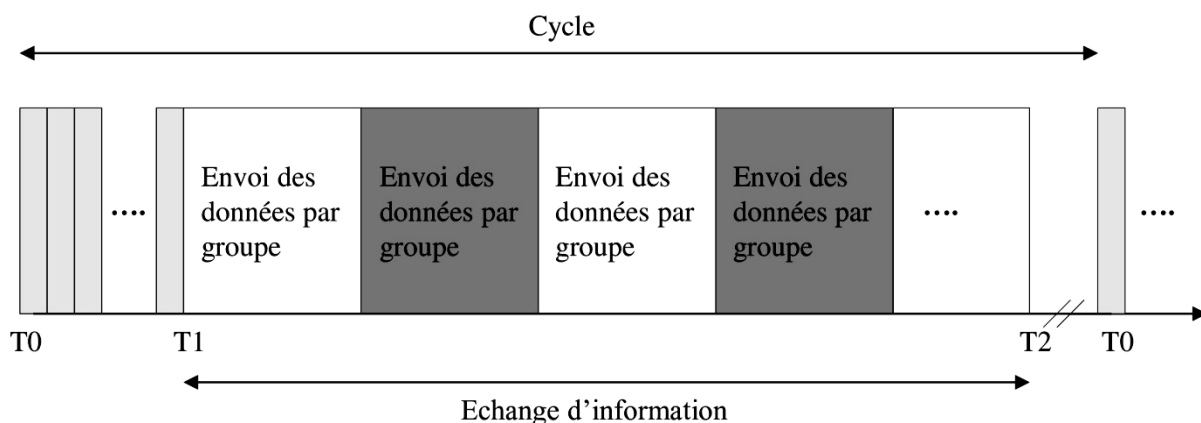 Cycle
Envoi des
données par
groupe
Envoi des
données par
groupe
Envoi des
données par
groupe
Envoi des
données par
groupe
....
....
....
T0
T1
T2
T0
Echange d’information